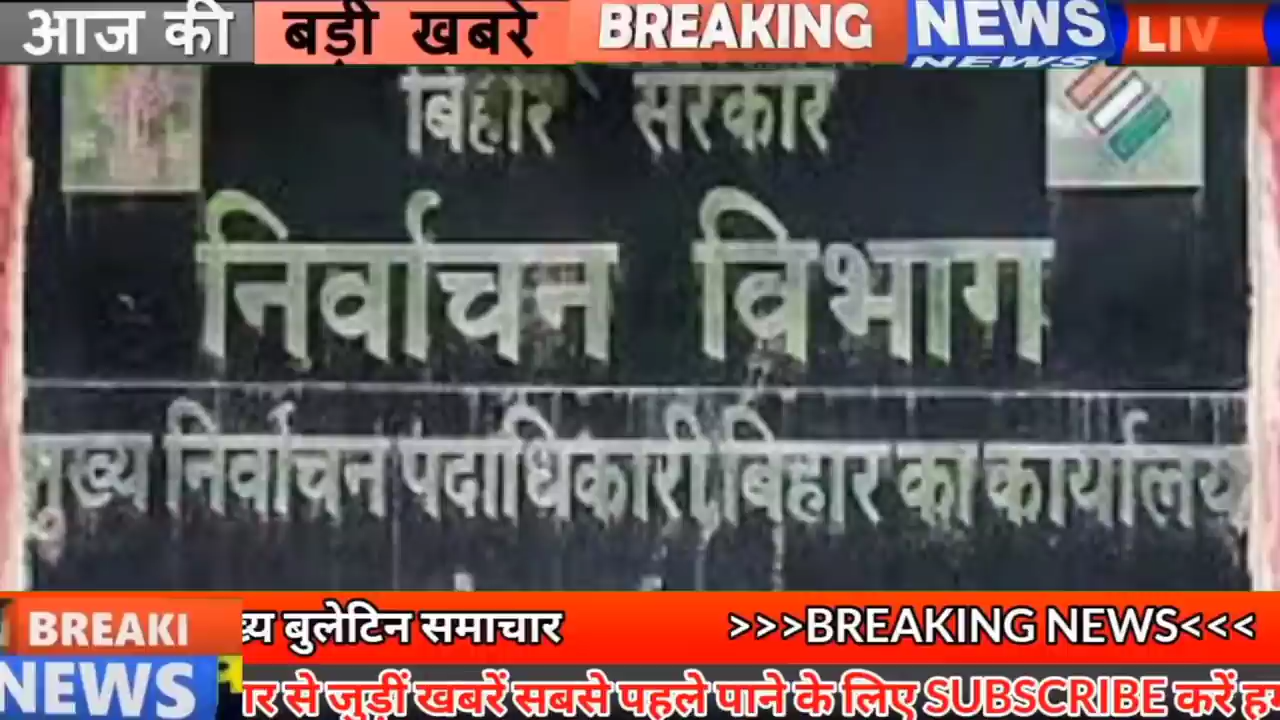 आज की बड़ी खबरे BREAKING NEWS LIV
बिहार सरकार
निर्वाचन विभाग
मुख्य निर्वाचन पदाधिकारी, बिहार का कार्यालय
BREAKI
NEWS
बुलेटिन समाचार >>>BREAKING NEWS<<<
से जुड़ीं खबरें सबसे पहले पाने के लिए SUBSCRIBE करें